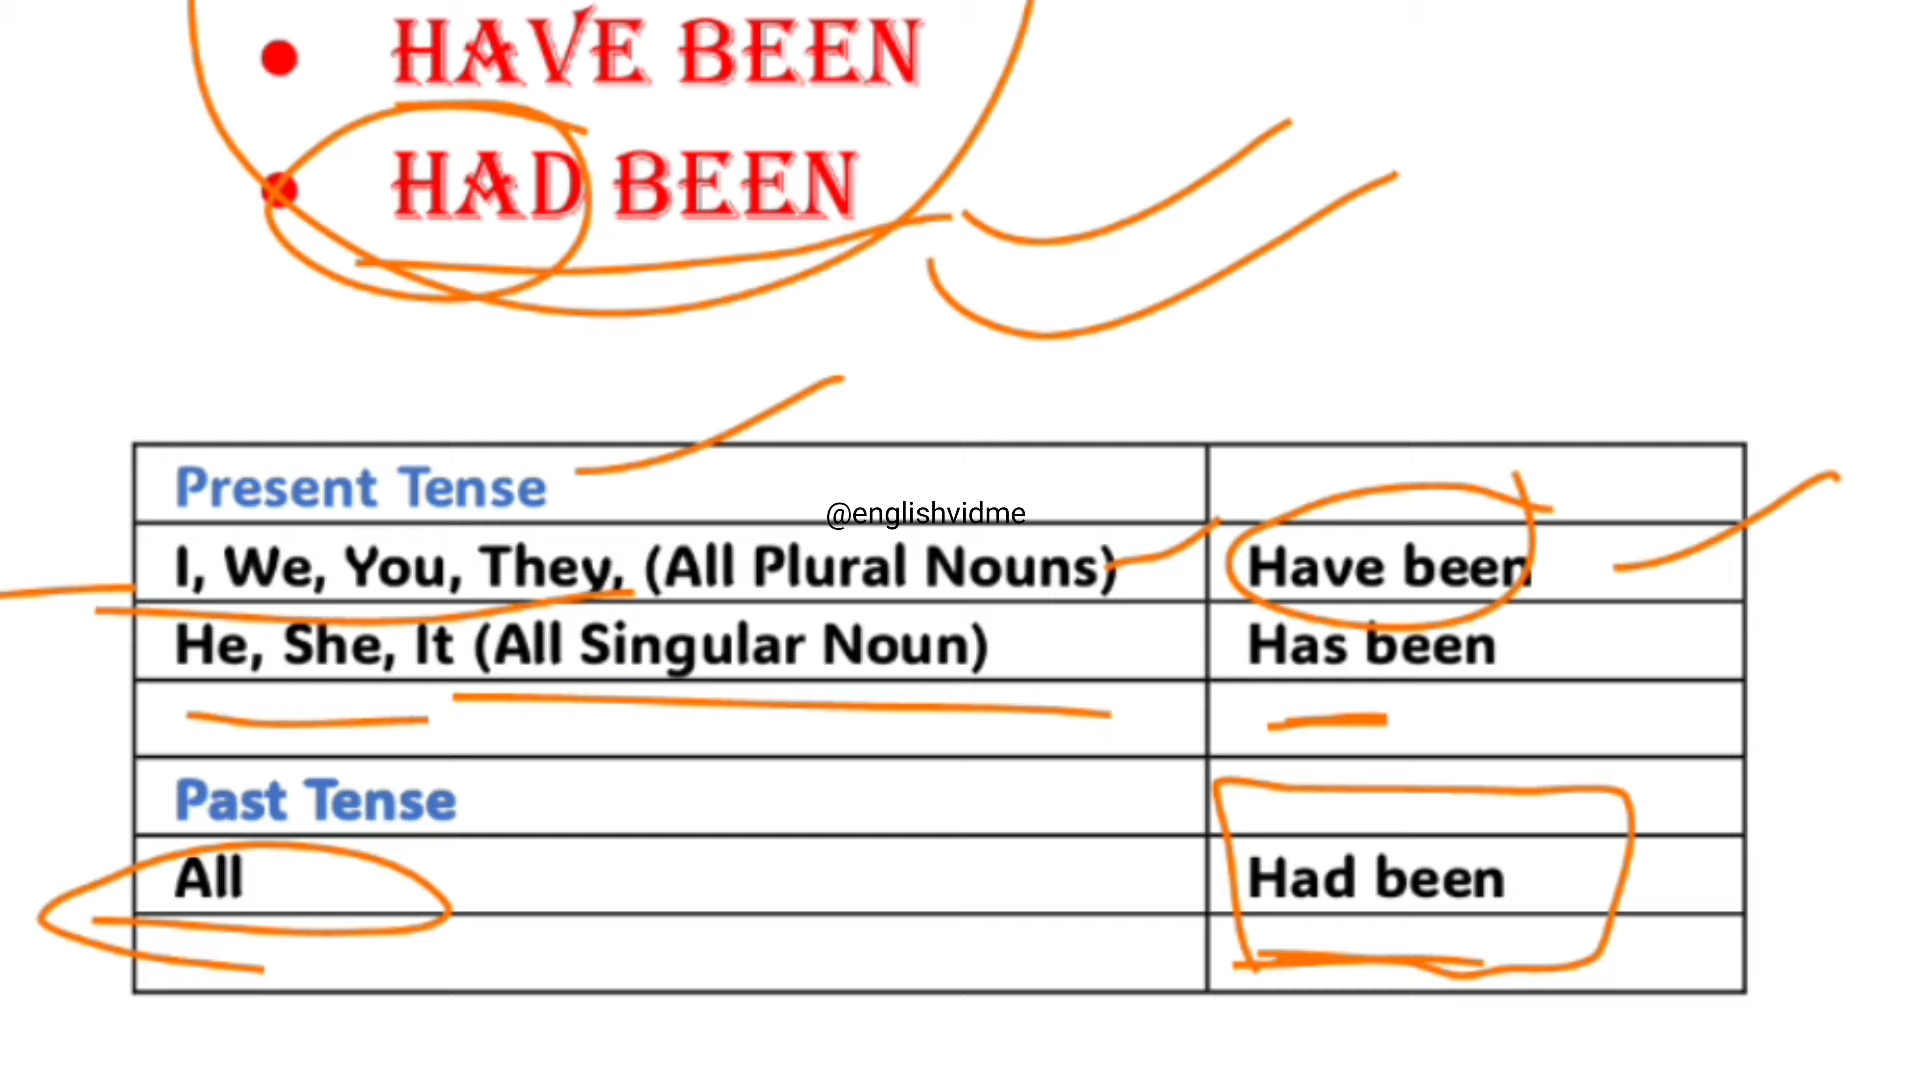 • HAVE BEEN
• HAD BEEN
Present Tense
@englishvidme
I, We, You, They, (All Plural Nouns) Have been
He, She, It (All Singular Noun) Has been
Past Tense
All Had been